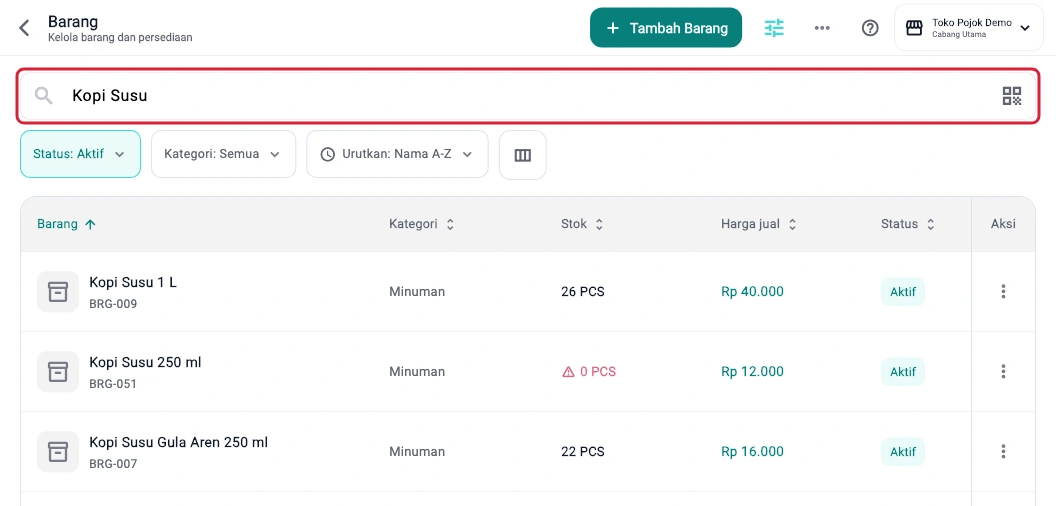 Barang
Kelola barang dan persediaan
+ Tambah Barang
Toko Pojok Demo
Cabang Utama
Kopi Susu
Status: Aktif
Kategori: Semua
Urutkan: Nama A-Z
Barang Kategori Stok Harga jual Status Aksi
Kopi Susu 1 L
BRG-009
Minuman 26 PCS Rp 40.000 Aktif
Kopi Susu 250 ml
BRG-051
Minuman 0 PCS Rp 12.000 Aktif
Kopi Susu Gula Aren 250 ml
BRG-007
Minuman 22 PCS Rp 16.000 Aktif